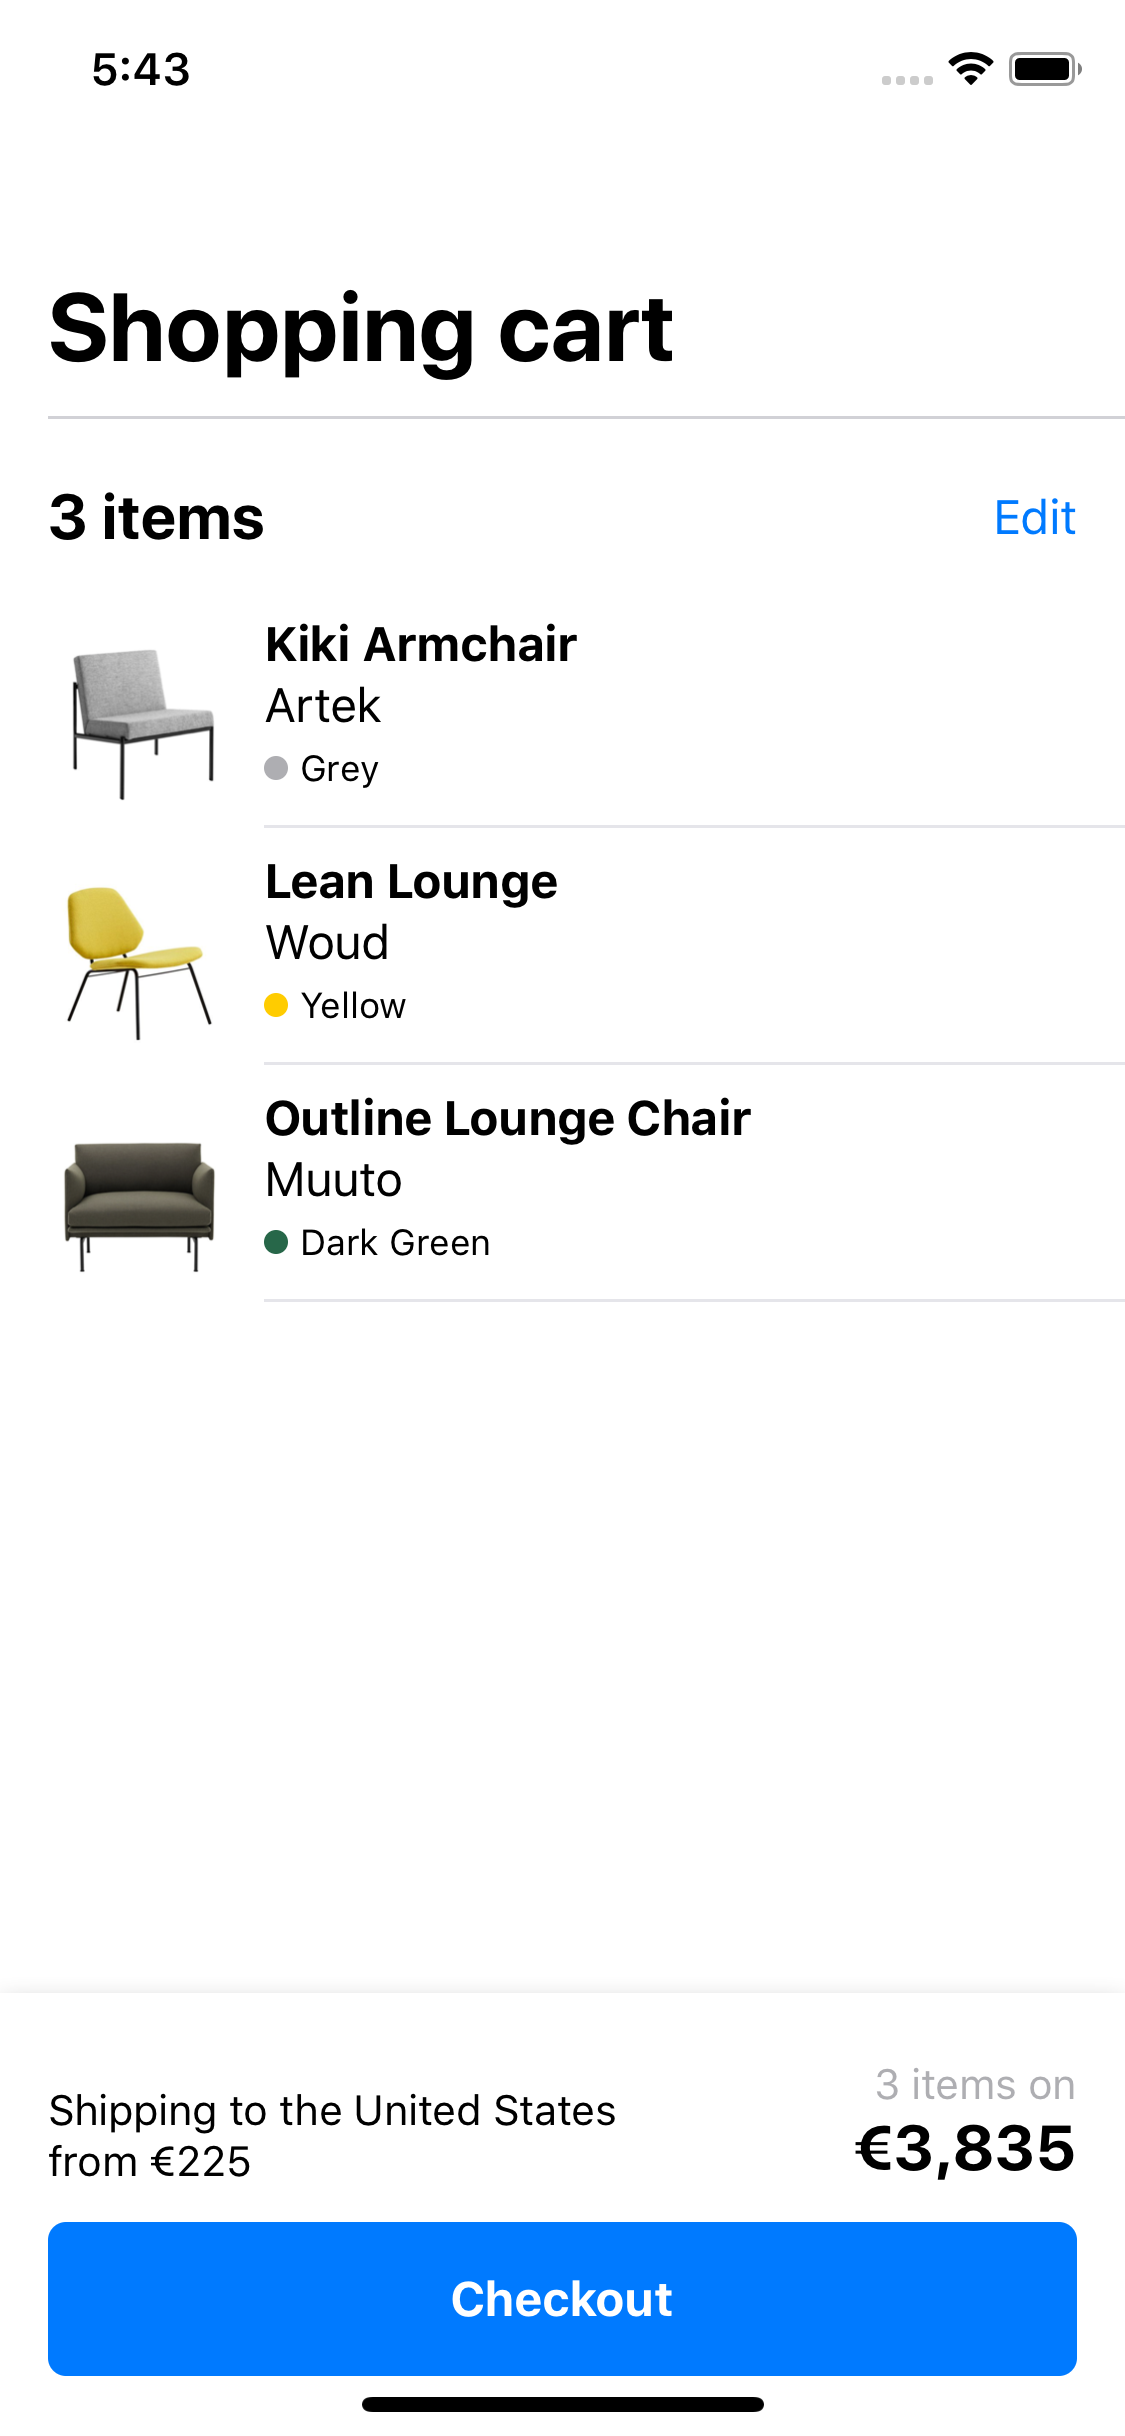 5:43
Shopping cart
3 items
Edit
Kiki Armchair
Artek
Grey
Lean Lounge
Woud
Yellow
Outline Lounge Chair
Muuto
Dark Green
Shipping to the United States
from €225
3 items on
€3,835
Checkout